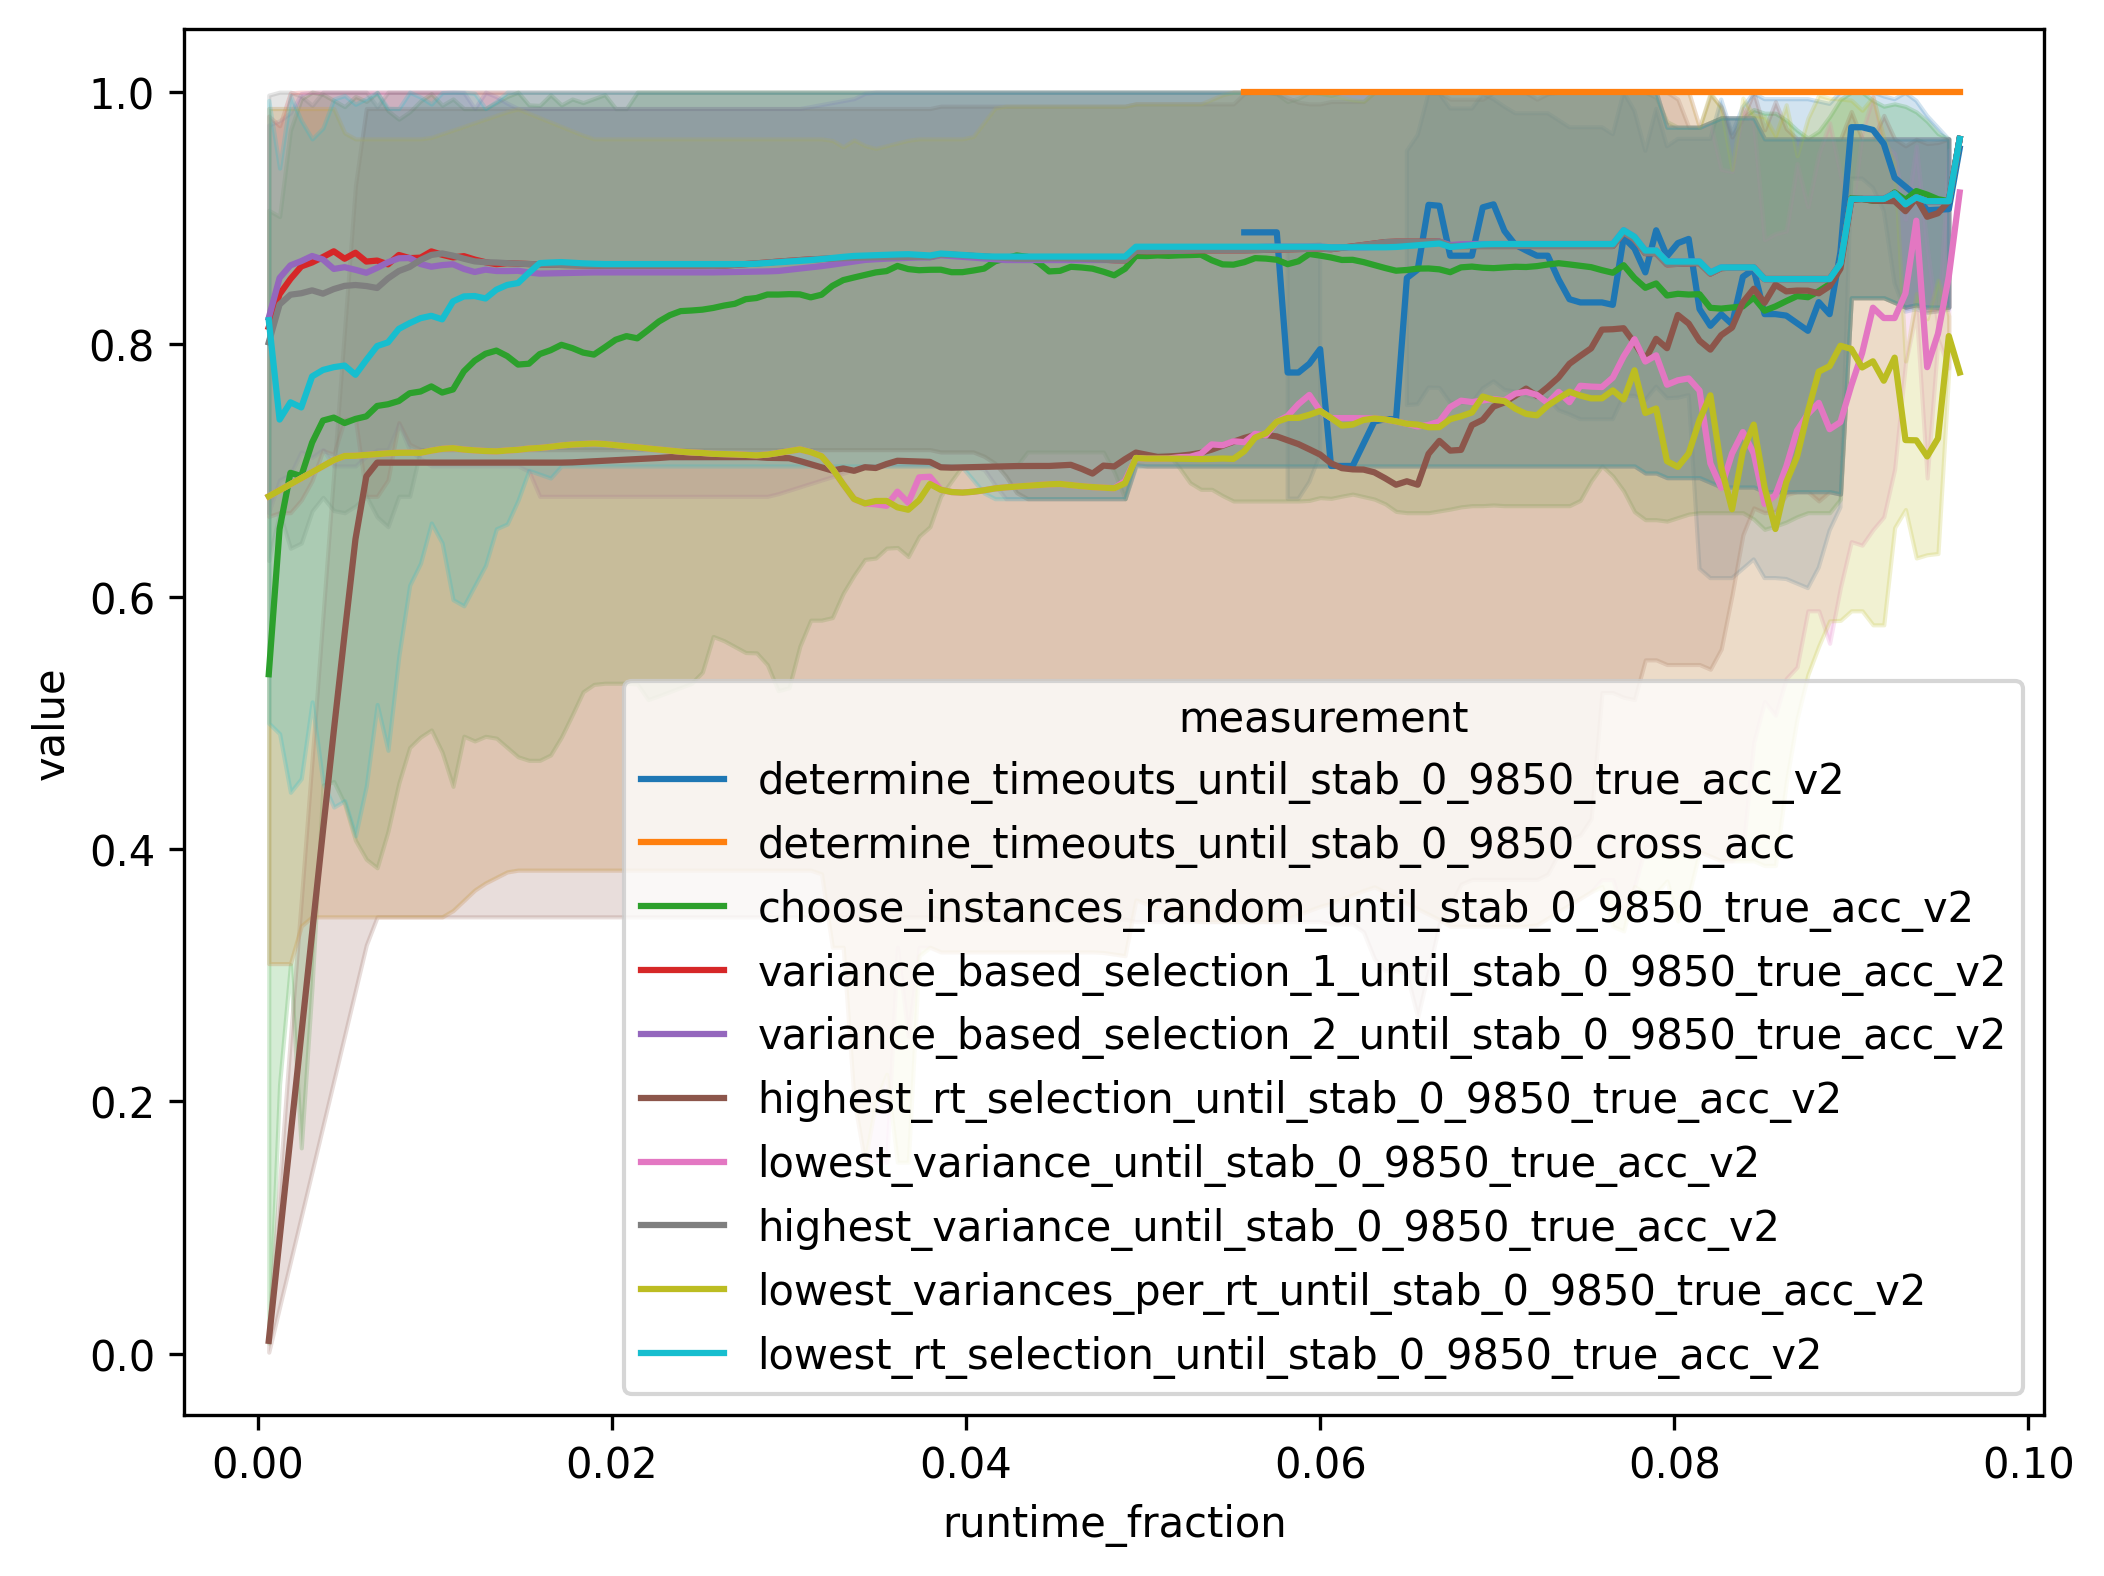 1.0
0.8
0.6
0.4
0.2
0.0
value
measurement
determine_timeouts_until_stab_0_9850_true_acc_v2
determine_timeouts_until_stab_0_9850_cross_acc
choose_instances_random_until_stab_0_9850_true_acc_v2
variance_based_selection_1_until_stab_0_9850_true_acc_v2
variance_based_selection_2_until_stab_0_9850_true_acc_v2
highest_rt_selection_until_stab_0_9850_true_acc_v2
lowest_variance_until_stab_0_9850_true_acc_v2
highest_variance_until_stab_0_9850_true_acc_v2
lowest_variances_per_rt_until_stab_0_9850_true_acc_v2
lowest_rt_selection_until_stab_0_9850_true_acc_v2
0.00 0.02 0.04 0.06 0.08 0.10
runtime_fraction